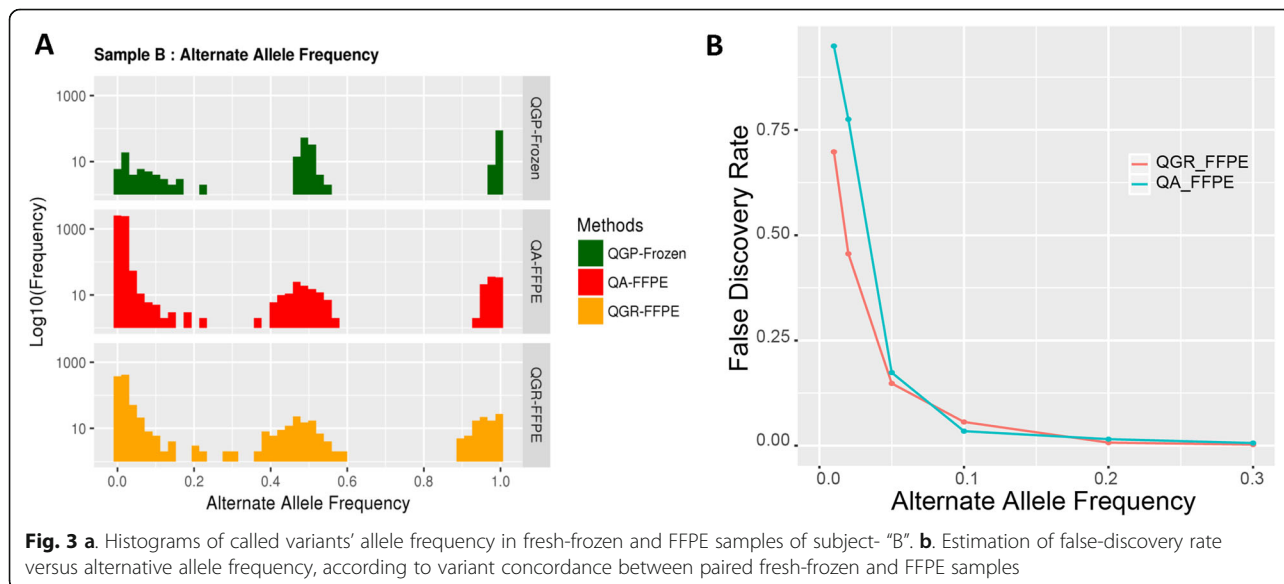 A
Sample B : Alternate Allele Frequency
Log10(Frequency)
1000
10
QGP-Frozen
1000
10
QA-FFPE
1000
10
QGR-FFPE
0.0 0.2 0.4 0.6 0.8 1.0
Alternate Allele Frequency
Methods
QGP-Frozen
QA-FFPE
QGR-FFPE
B
False Discovery Rate
0.75
0.50
0.25
0.00
QGR_FFPE
QA_FFPE
0.0 0.1 0.2 0.3
Alternate Allele Frequency
Fig. 3 a. Histograms of called variants’ allele frequency in fresh-frozen and FFPE samples of subject- “B”. b. Estimation of false-discovery rate
versus alternative allele frequency, according to variant concordance between paired fresh-frozen and FFPE samples